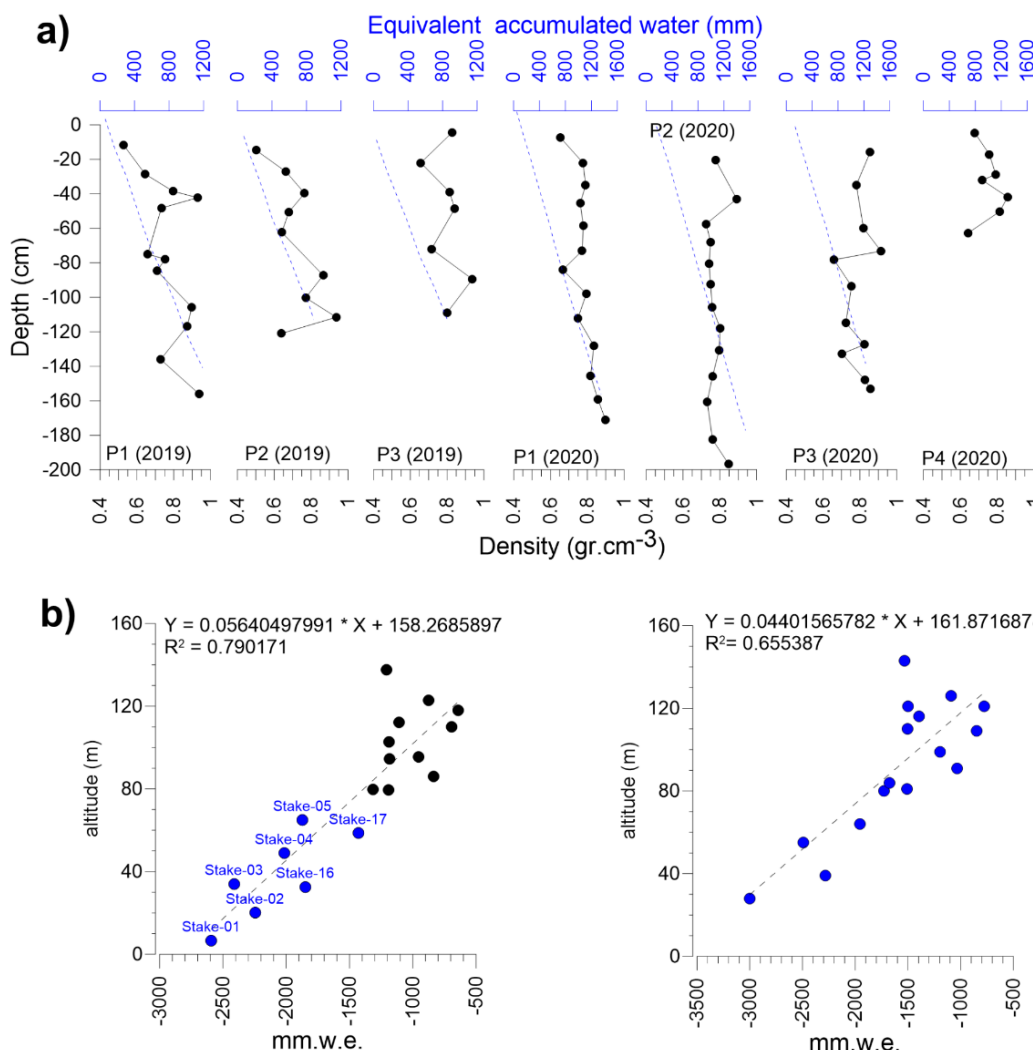 a)
Equivalent accumulated water (mm)
0 400 800 1200 0 400 800 1200 0 400 800 1200 0 400 800 1200 1600 0 400 800 1200 1600 0 400 800 1200 1600 0 400 800 1200 1600
0
-20
-40
-60
-80
-100
-120
-140
-160
-180
-200
Depth (cm)
P1 (2019) P2 (2019) P3 (2019) P1 (2020) P2 (2020) P3 (2020) P4 (2020)
0.4 0.6 0.8 1 0.4 0.6 0.8 1 0.4 0.6 0.8 1 0.4 0.6 0.8 1 0.4 0.6 0.8 1 0.4 0.6 0.8 1 0.4 0.6 0.8 1
Density (gr.cm-3)
b)
Y = 0.05640497991 * X + 158.2685897
R2 = 0.790171
160
120
80
40
0
altitude (m)
Stake-05
Stake-17
Stake-04
Stake-03
Stake-16
Stake-02
Stake-01
-3000 -2500 -2000 -1500 -1000 -500
mm.w.e.
Y = 0.04401565782 * X + 161.871687
R2= 0.655387
160
120
80
40
0
altitude (m)
-3500 -3000 -2500 -2000 -1500 -1000 -500
mm.w.e.